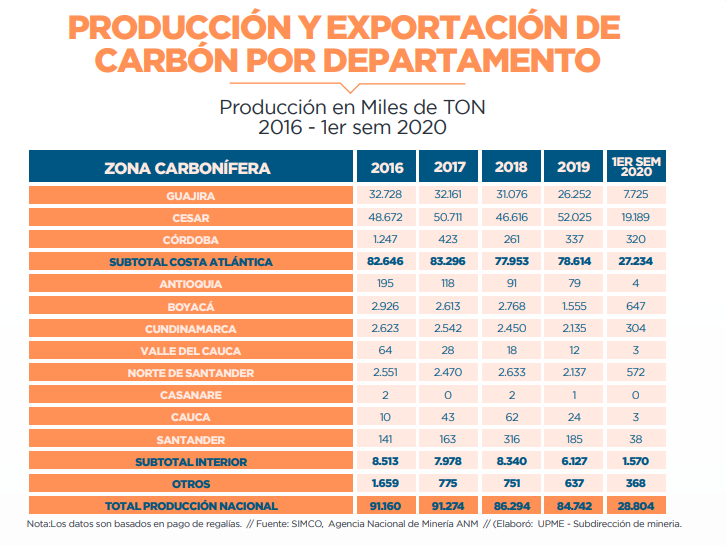 PRODUCCIÓN Y EXPORTACIÓN DE
CARBÓN POR DEPARTAMENTO
Producción en Miles de TON
2016 - 1er sem 2020
ZONA CARBONÍFERA 2016 2017 2018 2019 1ER SEM 2020
GUAJIRA 32.728 32.161 31.076 26.252 7.725
CESAR 48.672 50.711 46.616 52.025 19.189
CÓRDOBA 1.247 423 261 337 320
SUBTOTAL COSTA ATLÁNTICA 82.646 83.296 77.953 78.614 27.234
ANTIOQUIA 195 118 91 79 4
BOYACÁ 2.926 2.613 2.768 1.555 647
CUNDINAMARCA 2.623 2.542 2.450 2.135 304
VALLE DEL CAUCA 64 28 18 12 3
NORTE DE SANTANDER 2.551 2.470 2.633 2.137 572
CASANARE 2 0 2 1 0
CAUCA 10 43 62 24 3
SANTANDER 141 163 316 185 38
SUBTOTAL INTERIOR 8.513 7.978 8.340 6.127 1.570
OTROS 1.659 775 751 637 368
TOTAL PRODUCCIÓN NACIONAL 91.160 91.274 86.294 84.742 28.804
Nota:Los datos son basados en pago de regalías. // Fuente: SIMCO, Agencia Nacional de Minería ANM // (Elaboró: UPME - Subdirección de mineria.